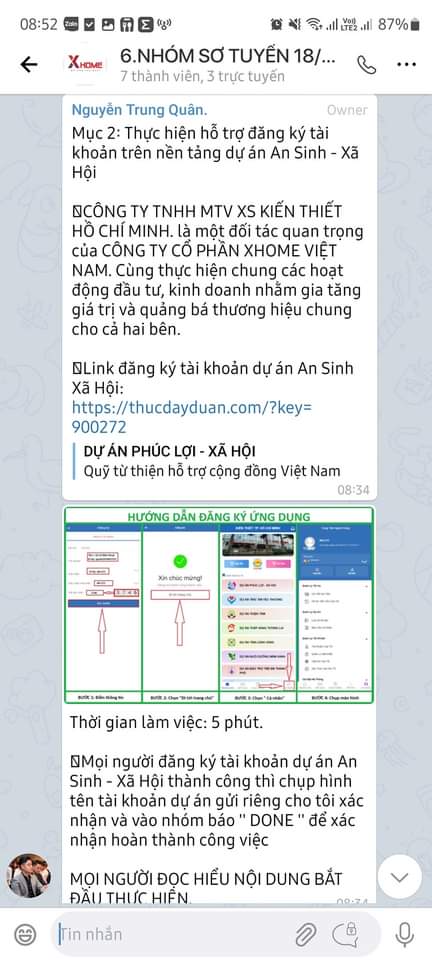 08:52
Zalo
Voj)
LTE2
87%
XHOME
6.NHÓM SƠ TUYỂN 18/...
7 thành viên, 3 trực tuyến
Nguyễn Trung Quân.
Owner
Mục 2: Thực hiện hỗ trợ đăng ký tài
khoản trên nền tảng dự án An Sinh - Xã
Hội
CÔNG TY TNHH MTV XS KIẾN THIẾT
HỒ CHÍ MINH. là một đối tác quan trọng
của CÔNG TY CỔ PHẦN XHOME VIỆT
NAM. Cùng thực hiện chung các hoạt
động đầu tư, kinh doanh nhằm gia tăng
giá trị và quảng bá thương hiệu chung
cho cả hai bên.
Link đăng ký tài khoản dự án An Sinh
Xã Hội:
https://thucdayduan.com/?key=
900272
DỰ ÁN PHÚC LỢI - XÃ HỘI
Quỹ từ thiện hỗ trợ cộng đồng Việt Nam
08:34
HƯỚNG DẪN ĐĂNG KÝ ỨNG DỤNG
Xin chúc mừng!
BƯỚC 1: Điền thông tin
BƯỚC 2: Chọn "Đi tới trang chủ"
BƯỚC 3: Chọn " Cá nhân"
BƯỚC 4: Chụp màn hình
Thời gian làm việc: 5 phút.
Mọi người đăng ký tài khoản dự án An
Sinh - Xã Hội thành công thì chụp hình
tên tài khoản dự án gửi riêng cho tôi xác
nhận và vào nhóm báo " DONE " để xác
nhận hoàn thành công việc
MỌI NGƯỜI ĐỌC HIỂU NỘI DUNG BẮT
ĐẦU THỰC HIỆN.
08:34
Tin nhắn